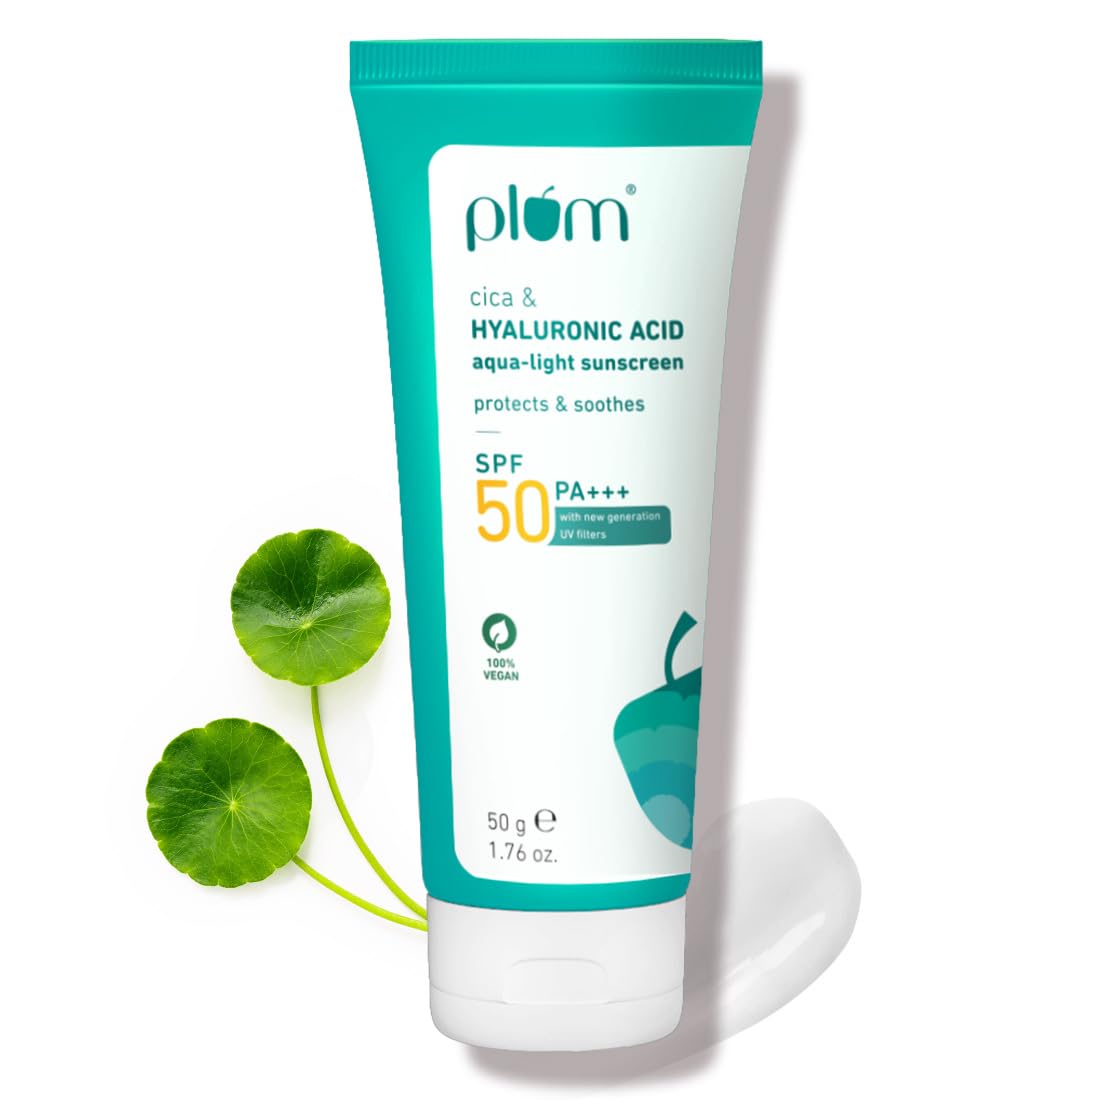 plum®
cica &
HYALURONIC ACID
aqua-light sunscreen
protects & soothes
SPF
50 PA+++
with new generation
UV filters
100%
VEGAN
50 g ℮
1.76 oz.